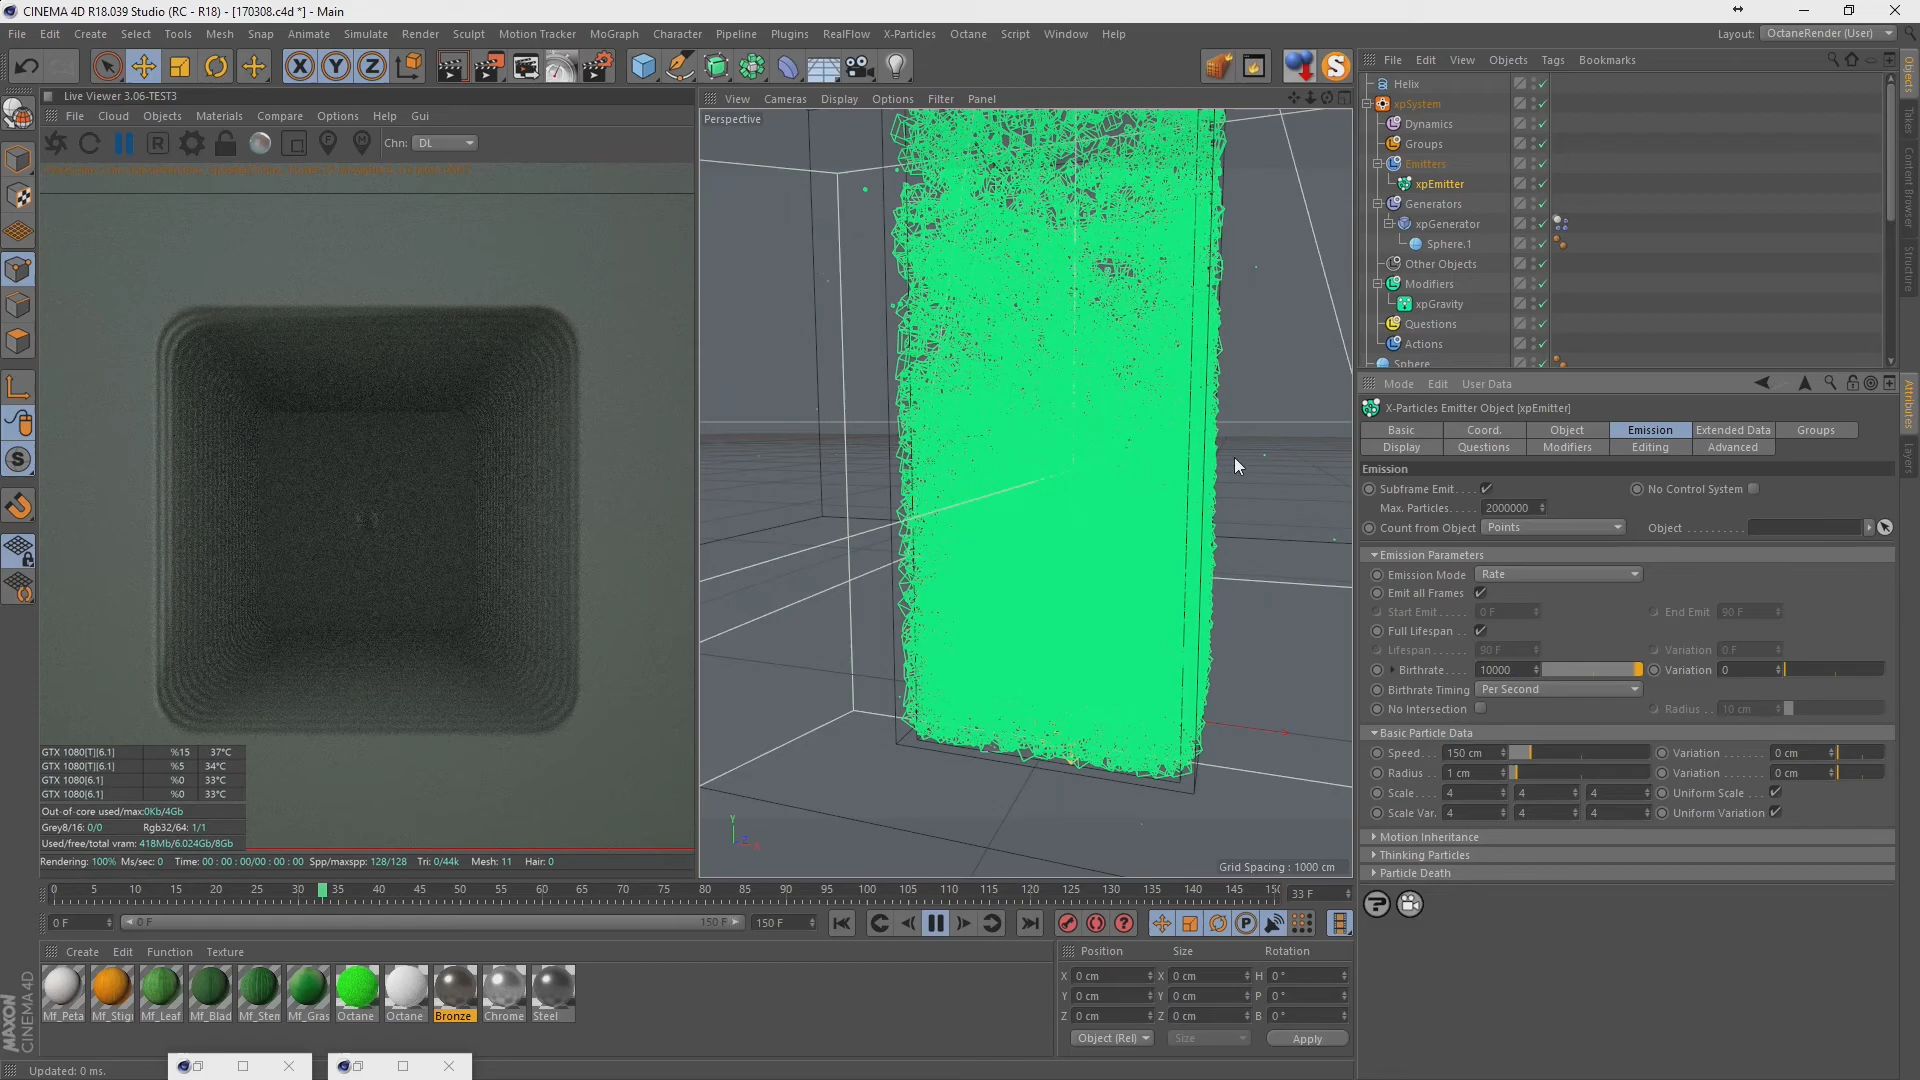 CINEMA 4D R18.039 Studio (RC - R18) - [170308.c4d *] - Main
File Edit Create Select Tools Mesh Snap Animate Simulate Render Sculpt Motion Tracker MoGraph Character Pipeline Plugins RealFlow X-Particles Octane Script Window Help
Layout: OctaneRender (User)
X Y Z
S
Live Viewer 3.06-TEST3
File Cloud Objects Materials Compare Options Help Gui
R
Chn: DL
GTX 1080[T][6.1] %15 37°C
GTX 1080[T][6.1] %5 34°C
GTX 1080[6.1] %0 33°C
GTX 1080[6.1] %0 33°C
Out-of-core used/max:0Kb/4Gb
Grey8/16: 0/0 Rgb32/64: 1/1
Used/free/total vram: 418Mb/6.024Gb/8Gb
Rendering: 100% Ms/sec: 0 Time: 00 : 00 : 00/00 : 00 : 00 Spp/maxspp: 128/128 Tri: 0/44k Mesh: 11 Hair: 0
View Cameras Display Options Filter Panel
Perspective
Y
Z
X
Grid Spacing : 1000 cm
File Edit View Objects Tags Bookmarks
Helix
xpSystem
Dynamics
Groups
Emitters
xpEmitter
Generators
xpGenerator
Sphere.1
Other Objects
Modifiers
xpGravity
Questions
Actions
Sphere
Objects
Takes
Content Browser
Structure
Mode Edit User Data
X-Particles Emitter Object [xpEmitter]
Basic Coord. Object Emission Extended Data Groups
Display Questions Modifiers Editing Advanced
Attributes
Layers
Emission
Subframe Emit. . . . No Control System
Max. Particles. . . . . 2000000
Count from Object Points Object . . . . . . . . . .
Emission Parameters
Emission Mode Rate
Emit all Frames
Start Emit. . . . . 0 F End Emit 90 F
Full Lifespan . .
Lifespan. . . . . . 90 F Variation 0 F
Birthrate. . . . 10000 Variation 0
Birthrate Timing Per Second
No Intersection Radius . . 10 cm
Basic Particle Data
Speed. . . 150 cm Variation . . . . . . . 0 cm
Radius . . 1 cm Variation . . . . . . . 0 cm
Scale. . . 4 4 4 Uniform Scale . . .
Scale Var. 4 4 4 Uniform Variation
Motion Inheritance
Thinking Particles
Particle Death
0 5 10 15 20 25 30 35 40 45 50 55 60 65 70 75 80 85 90 95 100 105 110 115 120 125 130 135 140 145 150 33 F
0 F 0 F 150 F 150 F
P
Create Edit Function Texture
Mf_Peta Mf_Stigr Mf_Leaf Mf_Blad Mf_Stem Mf_Gras Octane Octane Bronze Chrome Steel
Position Size Rotation
X 0 cm X 0 cm H 0 °
Y 0 cm Y 0 cm P 0 °
Z 0 cm Z 0 cm B 0 °
Object (Rel) Size Apply
MAXON
CINEMA 4D
Updated: 0 ms.